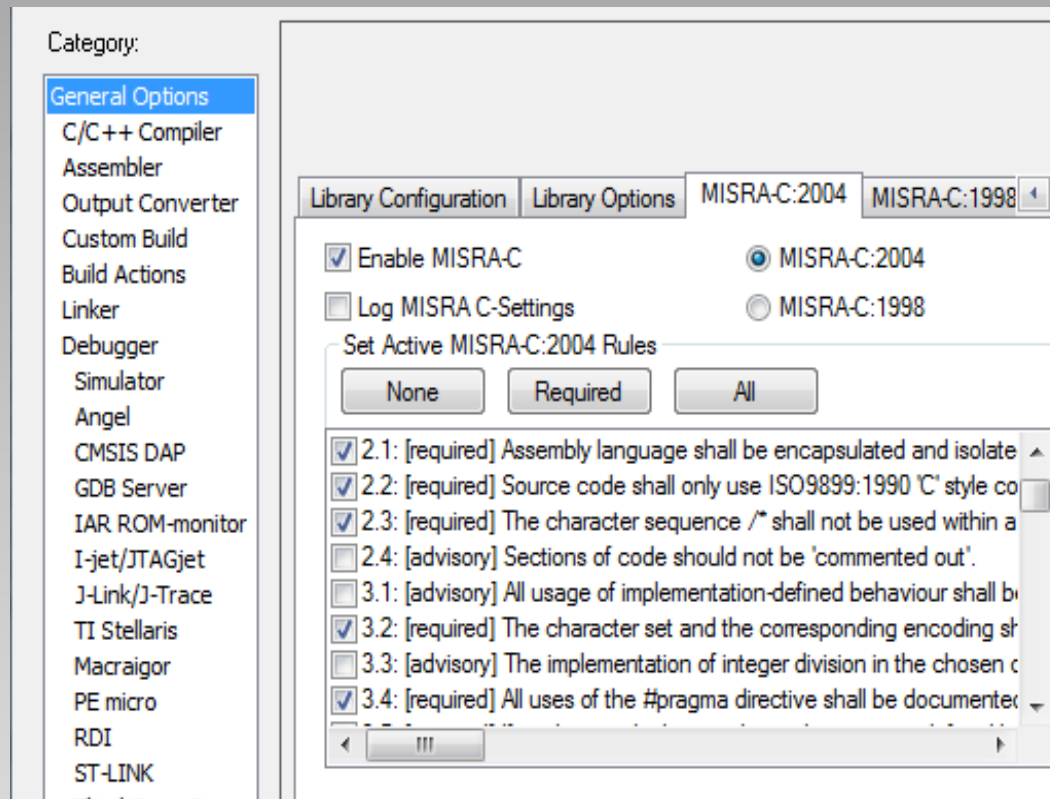 Category:
General Options
C/C++ Compiler
Assembler
Output Converter
Custom Build
Build Actions
Linker
Debugger
Simulator
Angel
CMSIS DAP
GDB Server
IAR ROM-monitor
I-jet/JTAGjet
J-Link/J-Trace
TI Stellaris
Macraigor
PE micro
RDI
ST-LINK
Library Configuration Library Options MISRA-C:2004 MISRA-C:1998
Enable MISRA-C MISRA-C:2004
Log MISRA C-Settings MISRA-C:1998
Set Active MISRA-C:2004 Rules
None Required All
2.1: [required] Assembly language shall be encapsulated and isolate
2.2: [required] Source code shall only use ISO9899:1990 'C' style co
2.3: [required] The character sequence /* shall not be used within a
2.4: [advisory] Sections of code should not be 'commented out'.
3.1: [advisory] All usage of implementation-defined behaviour shall b
3.2: [required] The character set and the corresponding encoding sh
3.3: [advisory] The implementation of integer division in the chosen c
3.4: [required] All uses of the #pragma directive shall be documented